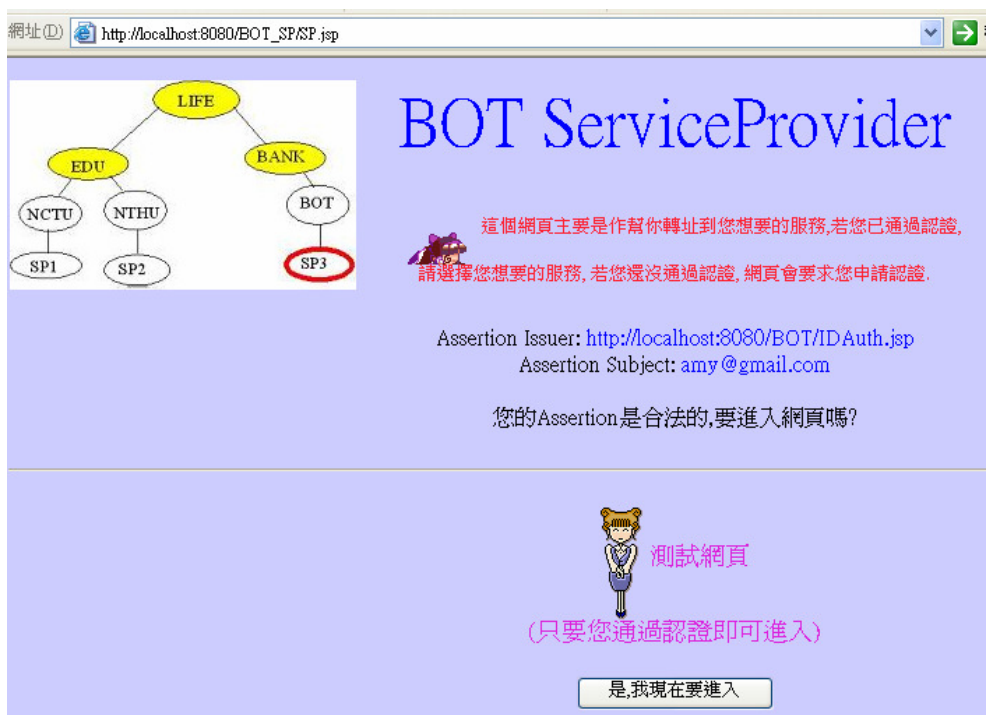 網址(D) http://localhost:8080/BOT_SP/SP.jsp
LIFE
EDU BANK
NCTU NTHU BOT
SP1 SP2 SP3
BOT ServiceProvider
這個網頁主要是作幫你轉址到您想要的服務,若您已通過認證,
請選擇您想要的服務, 若您還沒通過認證, 網頁會要求您申請認證.
Assertion Issuer: http://localhost:8080/BOT/IDAuth.jsp
Assertion Subject: amy@gmail.com
您的Assertion是合法的,要進入網頁嗎?
測試網頁
(只要您通過認證即可進入)
是,我現在要進入